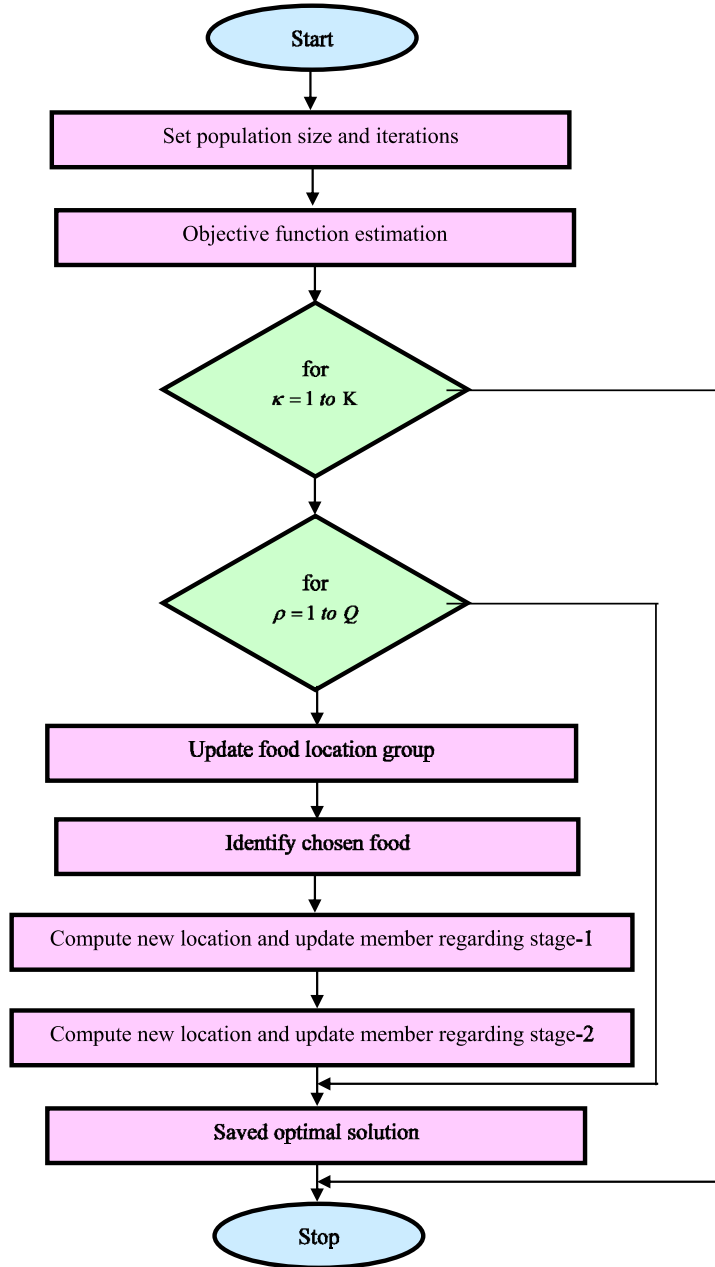 Start
Set population size and iterations
Objective function estimation
for
κ = 1 to K
for
ρ = 1 to Q
Update food location group
Identify chosen food
Compute new location and update member regarding stage-1
Compute new location and update member regarding stage-2
Saved optimal solution
Stop